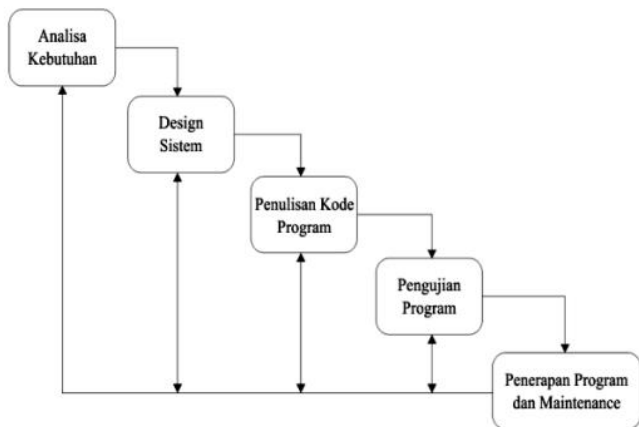 Analisa
Kebutuhan
Design
Sistem
Penulisan Kode
Program
Pengujian
Program
Penerapan Program
dan Maintenance